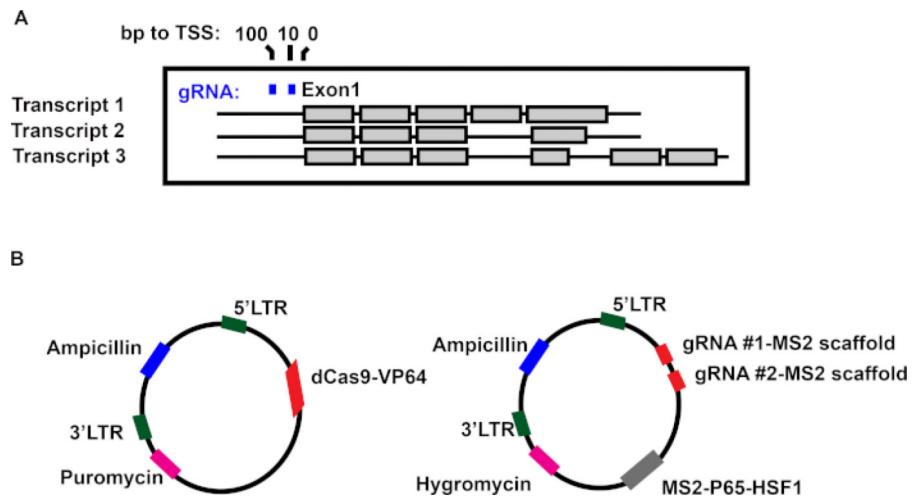 A
bp to TSS: 100 10 0
gRNA: Exon1
Transcript 1
Transcript 2
Transcript 3
B
5'LTR
Ampicillin
dCas9-VP64
3'LTR
Puromycin
5'LTR
Ampicillin
gRNA #1-MS2 scaffold
gRNA #2-MS2 scaffold
3'LTR
Hygromycin
MS2-P65-HSF1